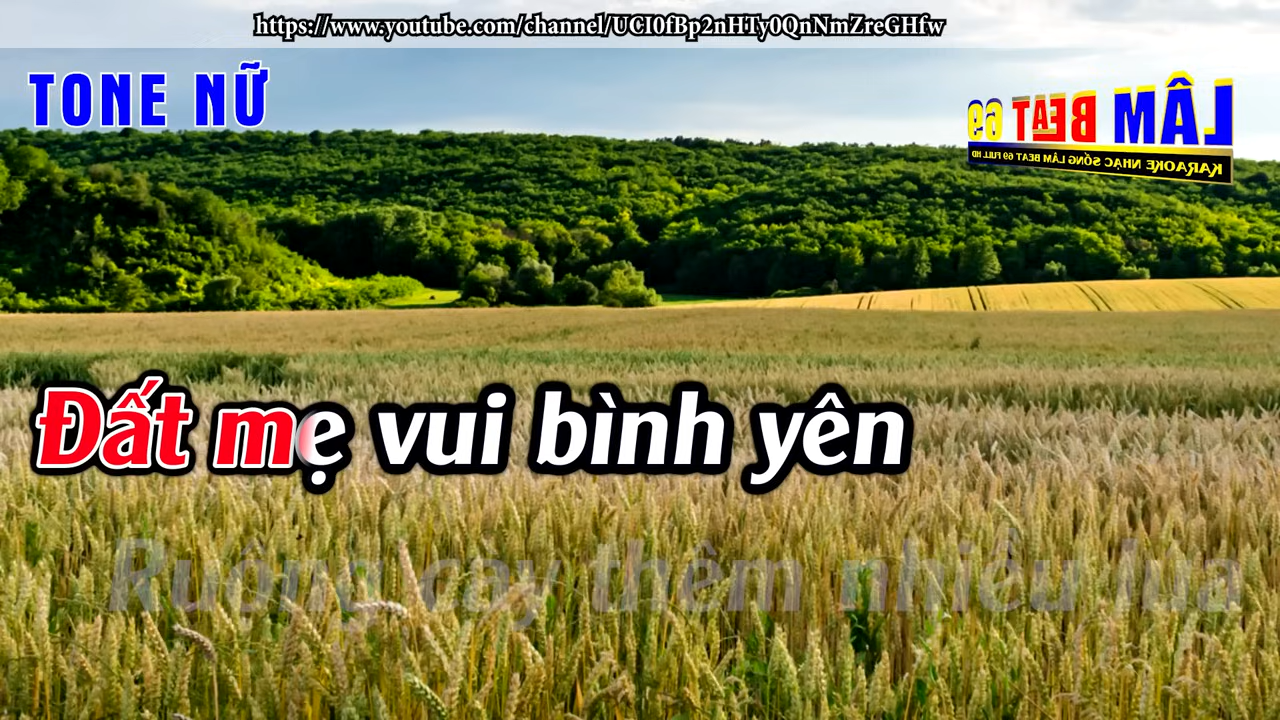 https://www.youtube.com/channel/UCI0fBp2nHTy0QnNmZreGHfw
TONE NỮ
LÂM BEAT 69
KARAOKE NHẠC SỐNG LÂM BEAT 69 FULL HD
Đất mẹ vui bình yên
Ruộng cay thêm nhiều lúa